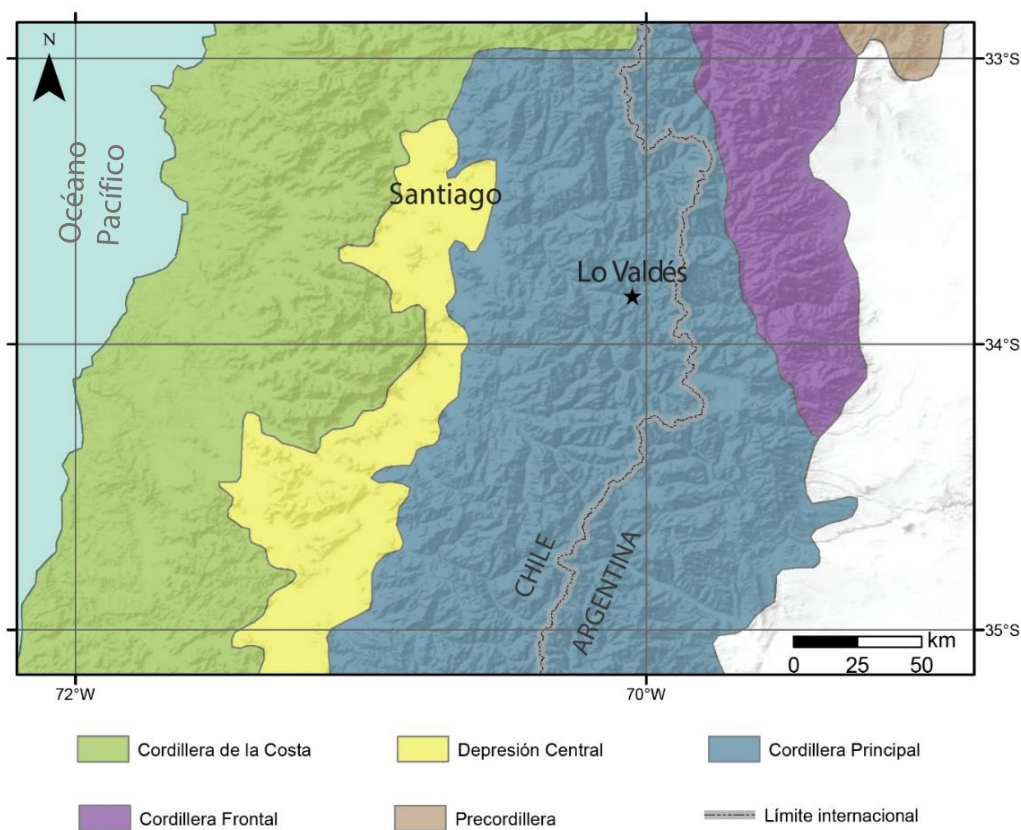 N
33°S
Océano
Pacífico
Santiago
Lo Valdés
34°S
CHILE
ARGENTINA
35°S
km
0 25 50
72°W 70°W
Cordillera de la Costa Depresión Central Cordillera Principal
Cordillera Frontal Precordillera Límite internacional